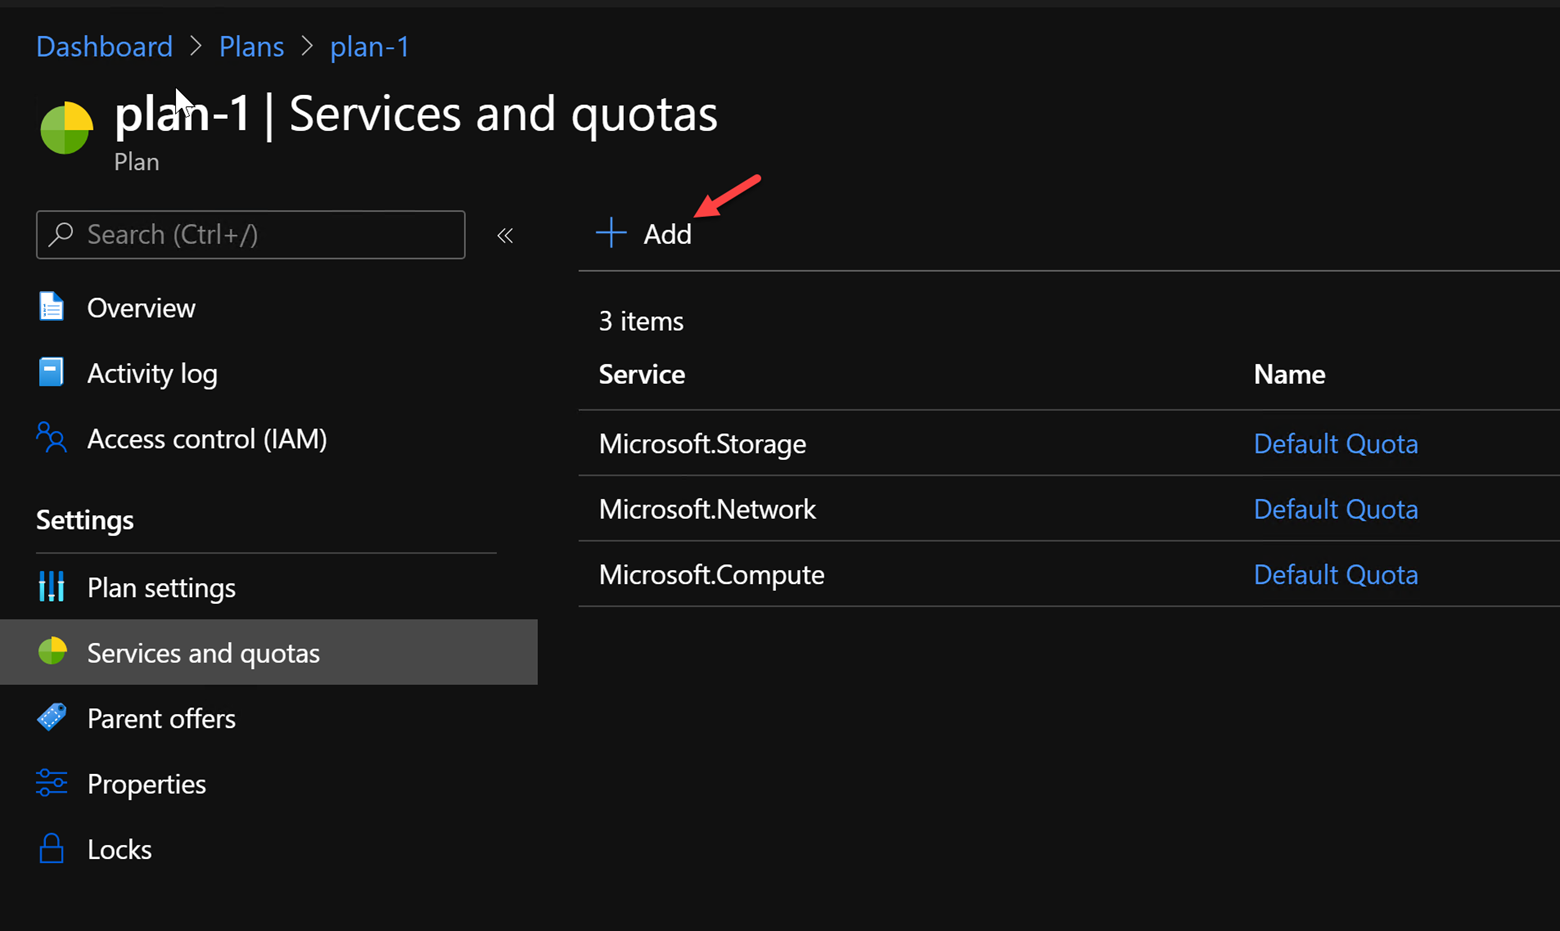 Dashboard > Plans > plan-1
plan-1 | Services and quotas
Plan
Search (Ctrl+/)
«
Overview
Activity log
Access control (IAM)
Settings
Plan settings
Services and quotas
Parent offers
Properties
Locks
+ Add
3 items
Service Name
Microsoft.Storage Default Quota
Microsoft.Network Default Quota
Microsoft.Compute Default Quota